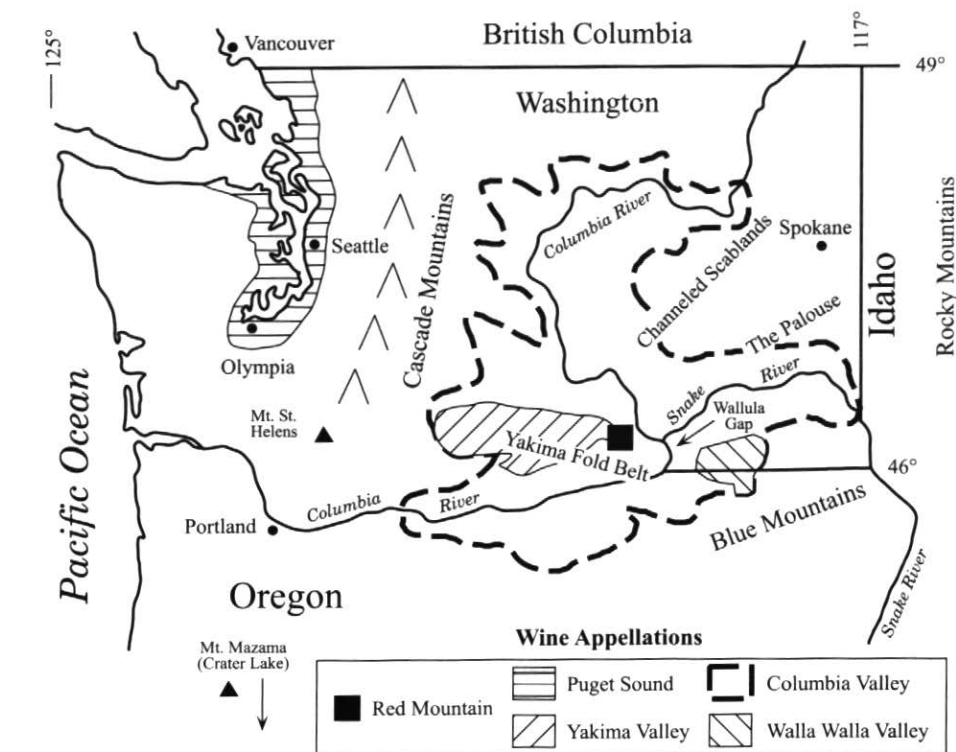 British Columbia
Vancouver
125°
117°
49°
Washington
Columbia River
Cascade Mountains
Seattle
Spokane
Channeled Scablands
The Palouse
Idaho
Rocky Mountains
Olympia
Mt. St.
Helens
Snake
River
Wallula
Gap
Yakima Fold Belt
46°
Pacific Ocean
Columbia
River
Portland
Blue Mountains
Snake River
Oregon
Mt. Mazama
(Crater Lake)
Wine Appellations
Red Mountain
Puget Sound
Columbia Valley
Yakima Valley
Walla Walla Valley